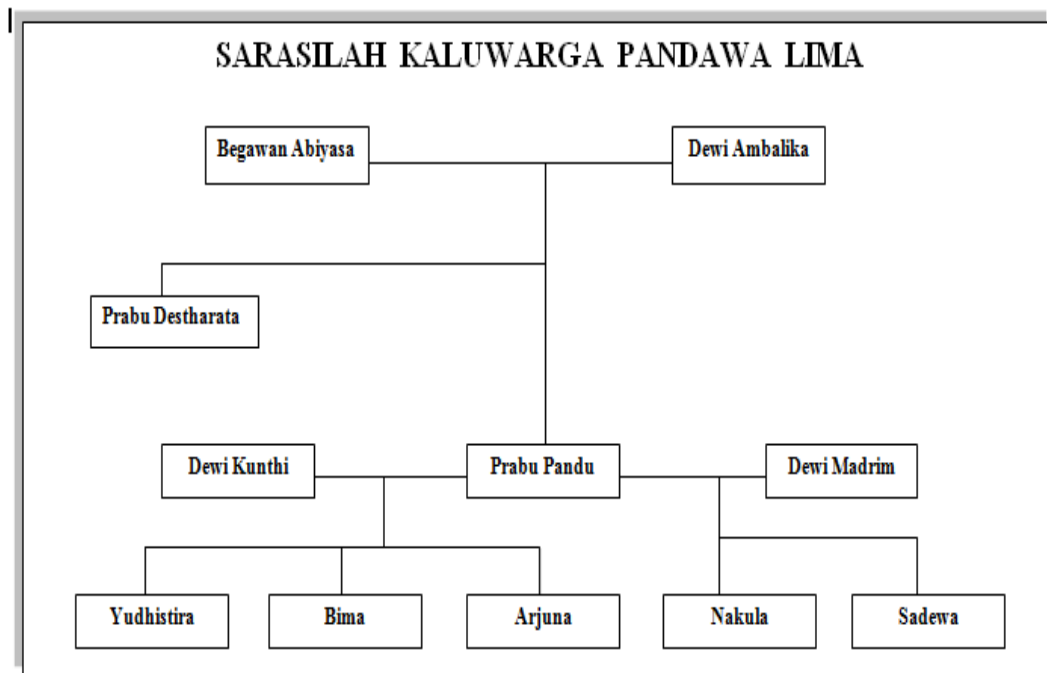 SARASILAH KALUWARGA PANDAWA LIMA
Begawan Abiyasa
Dewi Ambalika
Prabu Destharata
Dewi Kunthi
Prabu Pandu
Dewi Madrim
Yudhistira
Bima
Arjuna
Nakula
Sadewa